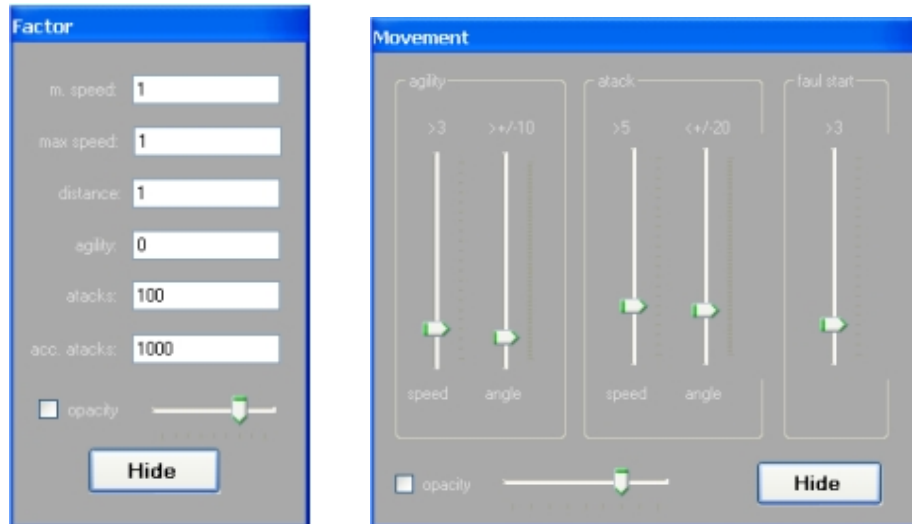 Factor
m. speed: 1
max speed: 1
distance: 1
agility: 0
atacks: 100
acc. atacks: 1000
opacity
Hide
Movement
agility atack faul start
>3 >+/-10 >5 <+/-20 >3
speed angle speed angle
opacity
Hide